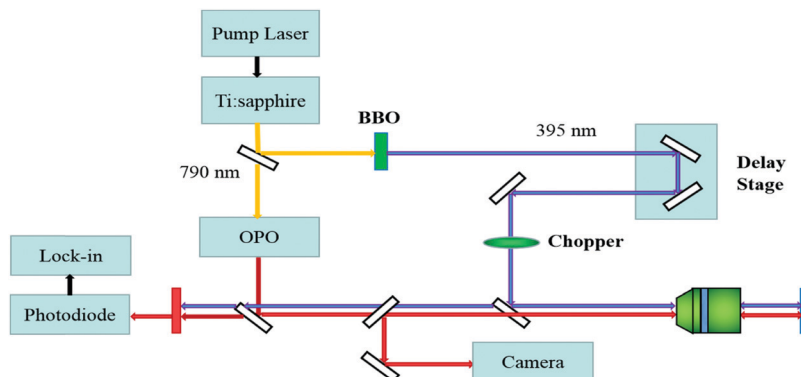 Pump Laser
Ti:sapphire
BBO
395 nm
790 nm
Delay
Stage
OPO
Chopper
Lock-in
Photodiode
Camera